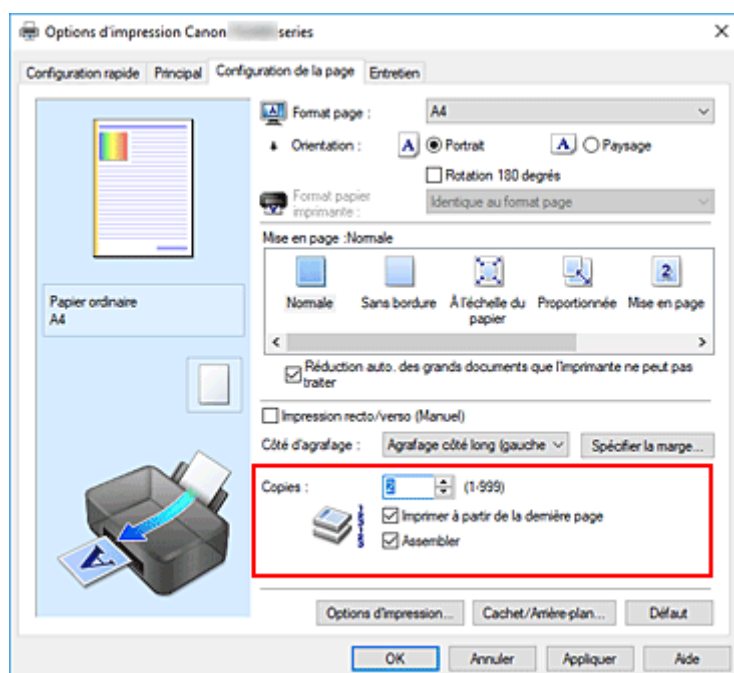 Options d'impression Canon series
Configuration rapide Principal Configuration de la page Entretien
Format page : A4
Orientation : A Portrait A Paysage
Rotation 180 degrés
Format papier imprimante : Identique au format page
Mise en page :Normale
2
Normale Sans bordure À l'échelle du papier Proportionnée Mise en page
Papier ordinaire
A4
Réduction auto. des grands documents que l'imprimante ne peut pas
traiter
Impression recto/verso (Manuel)
Côté d'agrafage : Agrafage côté long (gauche Spécifier la marge...
Copies : 2 (1-999)
Imprimer à partir de la dernière page
Assembler
A
Options d'impression... Cachet/Arrière-plan... Défaut
OK Annuler Appliquer Aide